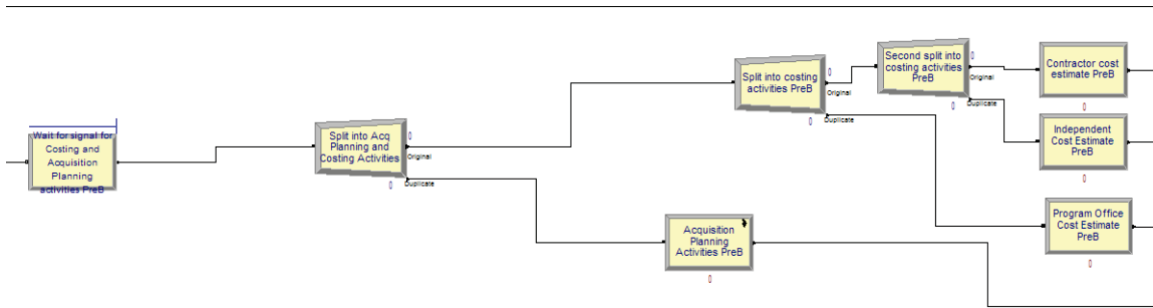 Wait for signal for
Costing and
Acquisition
Planning
activities PreB
Split into Acq
Planning and
Costing Activities
0
Original
0
Duplicate
Split into costing
activities PreB
0
Original
0
Duplicate
Second split into
costing activities
PreB
0
Original
0
Duplicate
Contractor cost
estimate PreB
0
Independent
Cost Estimate
PreB
0
Program Office
Cost Estimate
PreB
0
Acquisition
Planning
Activities PreB
0